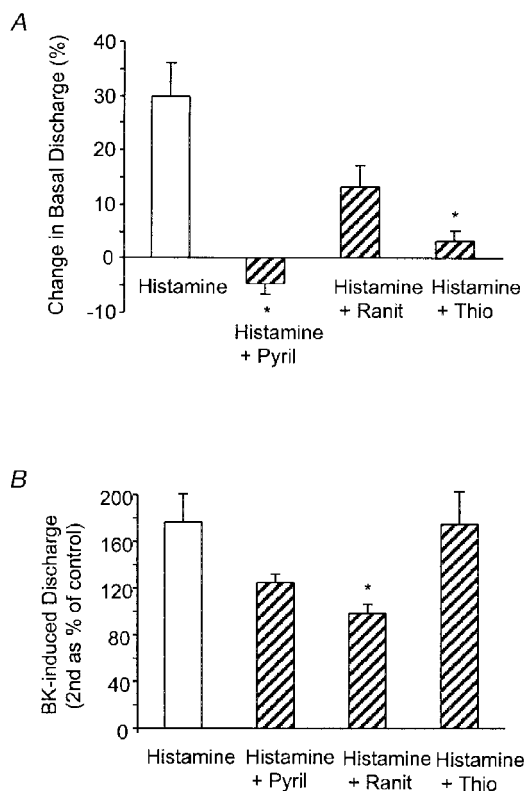 A
Change in Basal Discharge (%)
40
30
20
10
0
-10
Histamine
*
Histamine
+ Pyril
Histamine
+ Ranit
*
Histamine
+ Thio
B
BK-induced Discharge
(2nd as % of control)
200
160
120
80
40
0
*
Histamine
Histamine
+ Pyril
Histamine
+ Ranit
Histamine
+ Thio